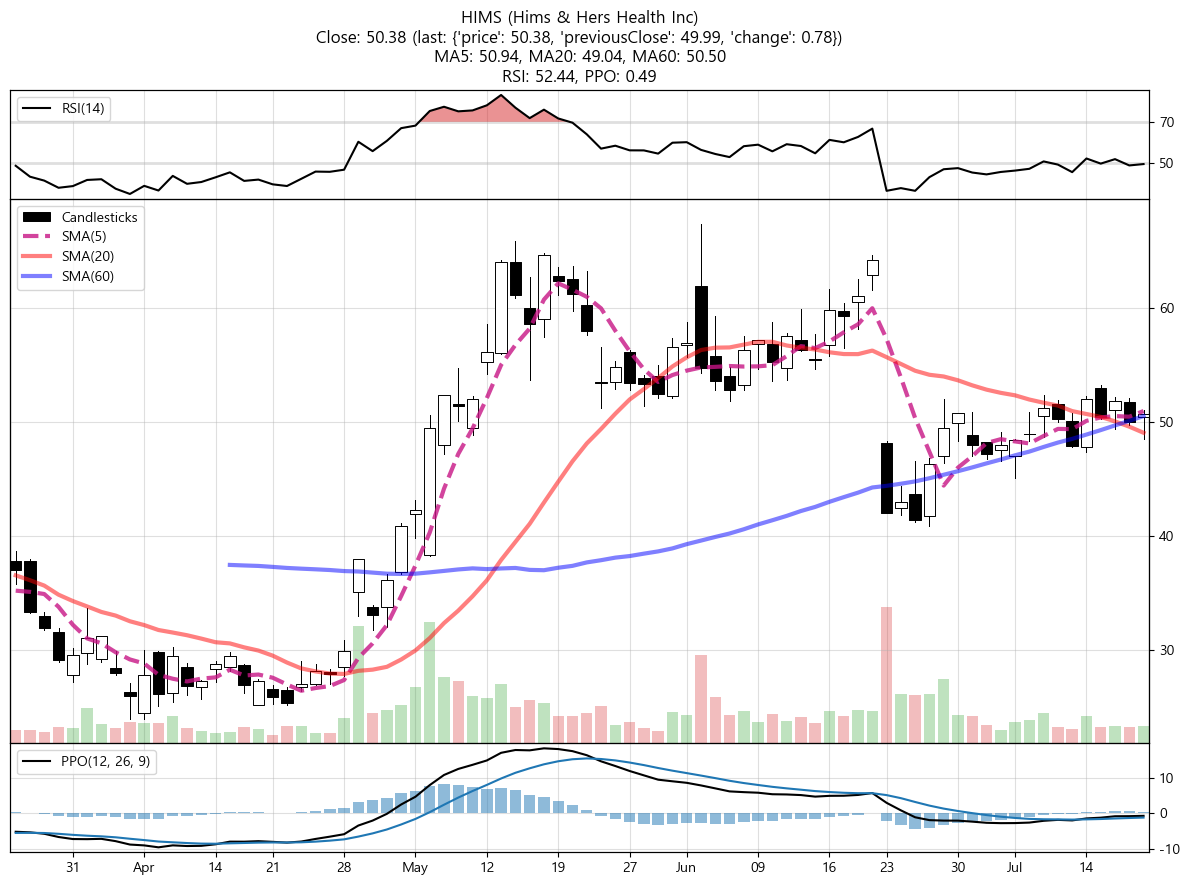 HIMS (Hims & Hers Health Inc)
Close: 50.38 (last: {'price': 50.38, 'previousClose': 49.99, 'change': 0.78})
MA5: 50.94, MA20: 49.04, MA60: 50.50
RSI: 52.44, PPO: 0.49
RSI(14)
70
50
Candlesticks
SMA(5)
SMA(20)
SMA(60)
60
50
40
30
PPO(12, 26, 9)
10
0
-10
31 Apr 14 21 28 May 12 19 27 Jun 09 16 23 30 Jul 14